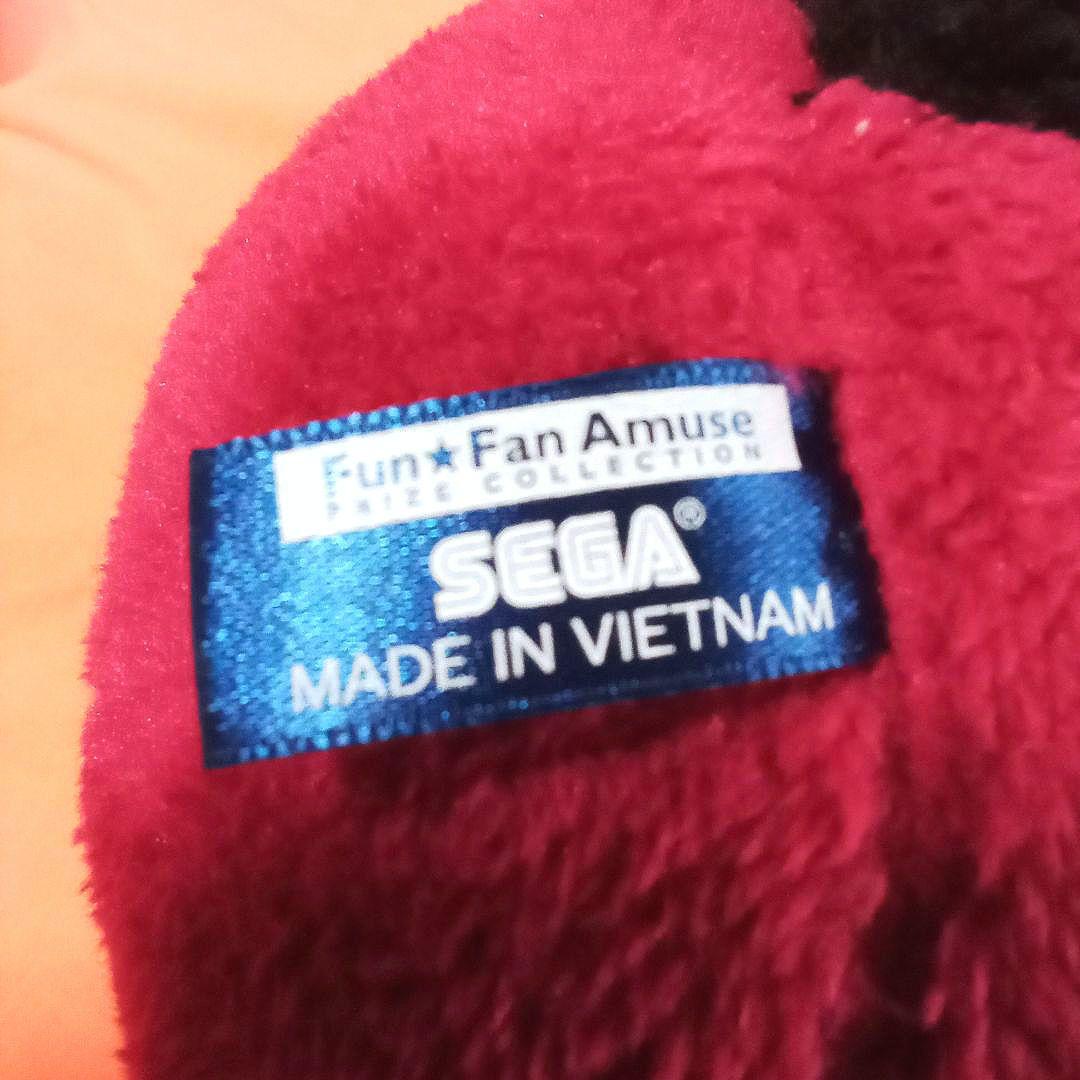 Fun★Fan Amuse
PRIZE COLLECTION
SEGA®
MADE IN VIETNAM